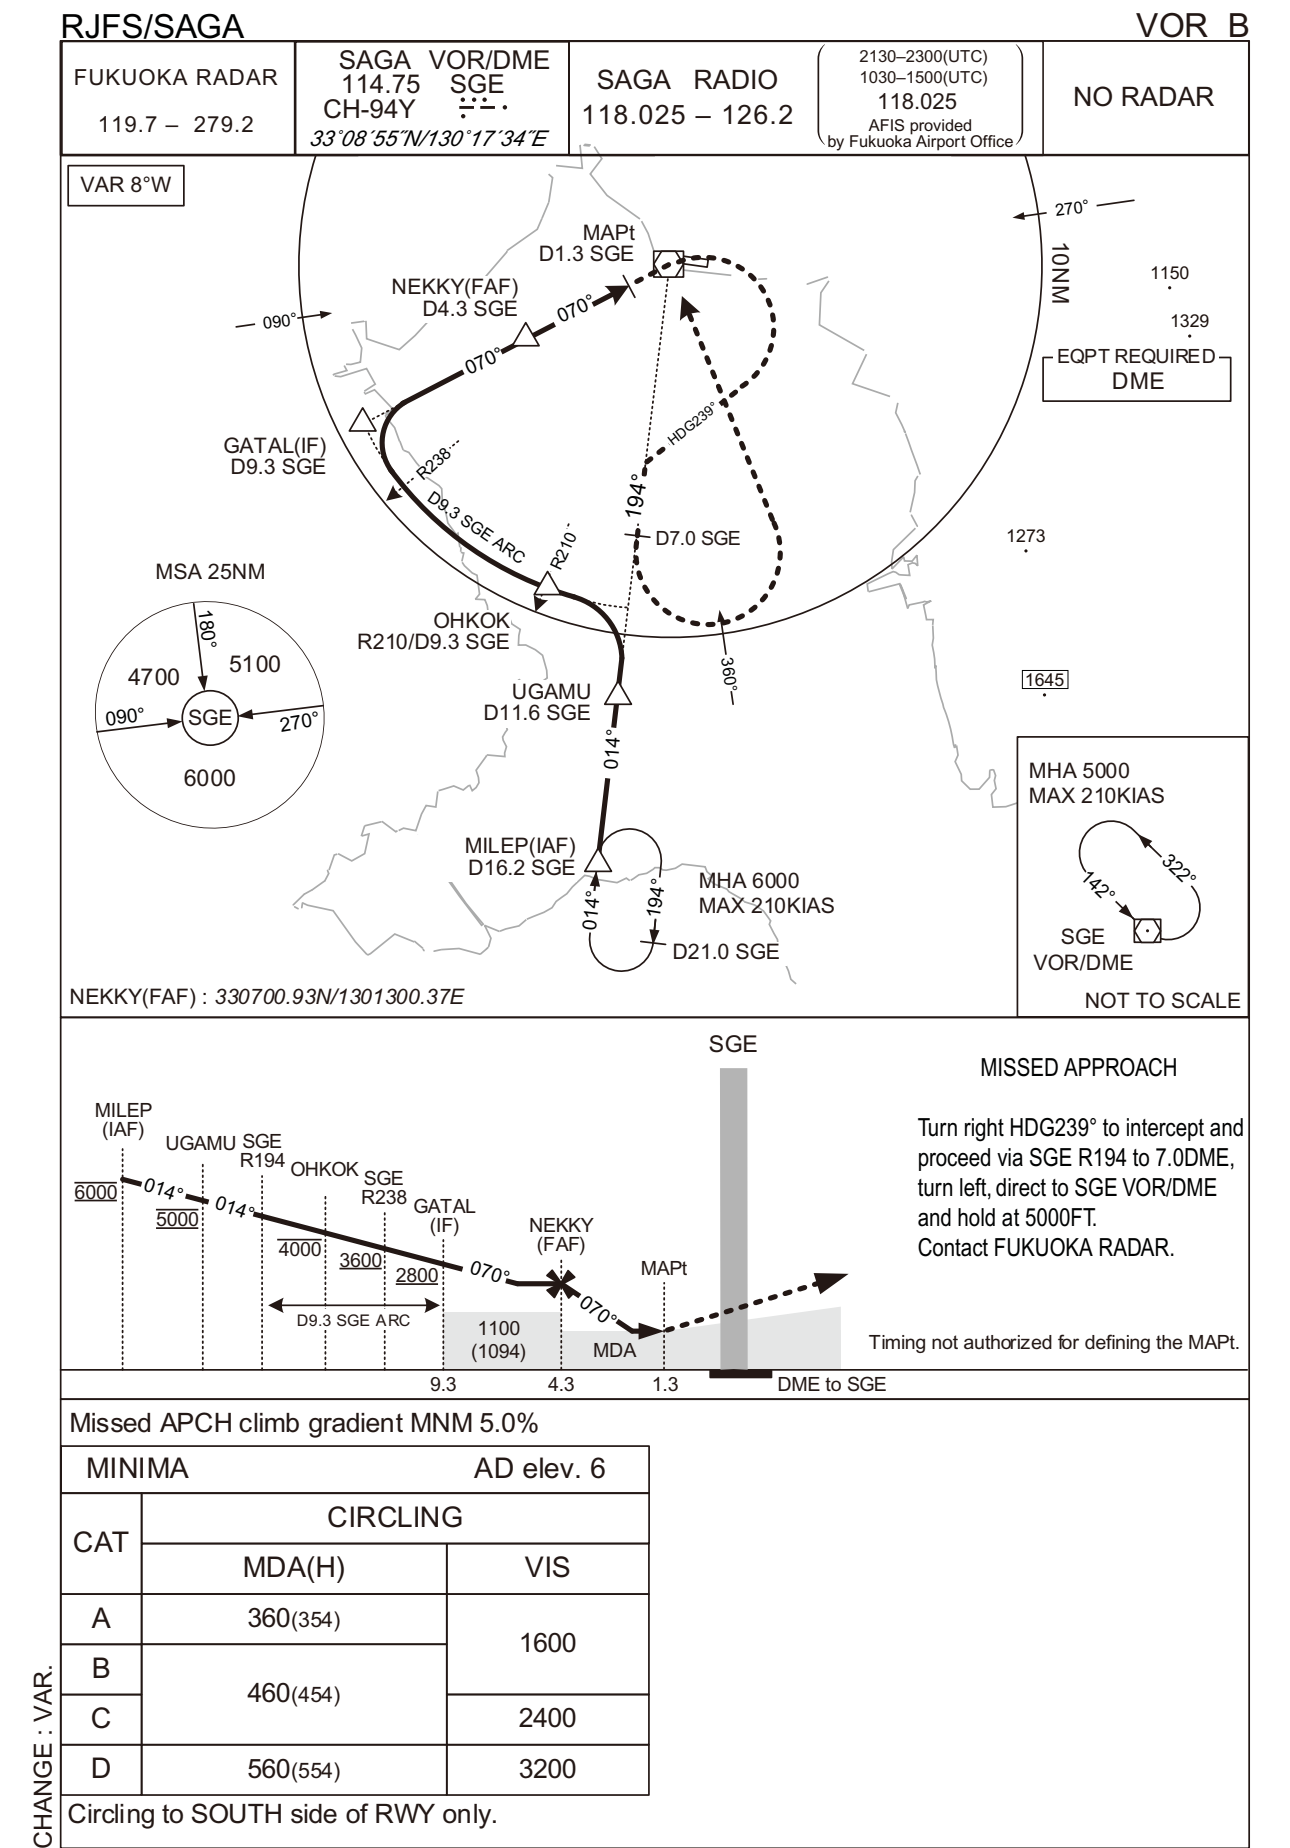 RJFS/SAGA
VOR B
FUKUOKA RADAR
119.7 – 279.2
SAGA VOR/DME
114.75 SGE
CH-94Y
33°08′55″N/130°17′34″E
SAGA RADIO
118.025 – 126.2
2130–2300(UTC)
1030–1500(UTC)
118.025
AFIS provided
by Fukuoka Airport Office
NO RADAR
VAR 8°W
MAPt
D1.3 SGE
270°
10NM
1150
NEKKY(FAF)
D4.3 SGE
070°
090°
1329
070°
EQPT REQUIRED
DME
HDG239°
GATAL(IF)
D9.3 SGE
R238
D9.3 SGE ARC
194°
R210
D7.0 SGE
1273
MSA 25NM
OHKOK
R210/D9.3 SGE
180°
4700
5100
360°
1645
UGAMU
D11.6 SGE
090°
SGE
270°
014°
6000
MHA 5000
MAX 210KIAS
MILEP(IAF)
D16.2 SGE
322°
142°
MHA 6000
MAX 210KIAS
014°
194°
SGE
VOR/DME
D21.0 SGE
NEKKY(FAF) : 330700.93N/1301300.37E
NOT TO SCALE
SGE
MISSED APPROACH
MILEP
(IAF)
UGAMU
SGE
R194
OHKOK
SGE
R238
GATAL
(IF)
NEKKY
(FAF)
MAPt
Turn right HDG239° to intercept and
proceed via SGE R194 to 7.0DME,
turn left, direct to SGE VOR/DME
and hold at 5000FT.
Contact FUKUOKA RADAR.
6000
014°
014°
5000
4000
3600
2800
070°
070°
D9.3 SGE ARC
1100
(1094)
MDA
Timing not authorized for defining the MAPt.
9.3
4.3
1.3
DME to SGE
Missed APCH climb gradient MNM 5.0%
MINIMA
AD elev. 6
CAT
CIRCLING
MDA(H)
VIS
A
360(354)
1600
B
460(454)
C
2400
D
560(554)
3200
Circling to SOUTH side of RWY only.
CHANGE : VAR.